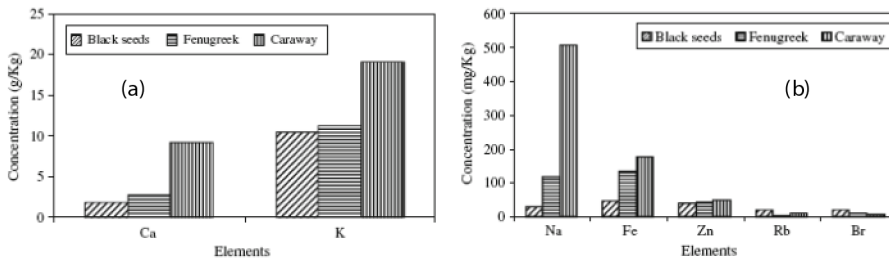 25
20
15
10
5
0
Concentration (g/Kg)
Black seeds Fenugreek Caraway
(a)
Ca K
Elements
600
500
400
300
200
100
0
Concentration (mg/Kg)
Black seeds Fenugreek Caraway
(b)
Na Fe Zn Rb Br
Elements